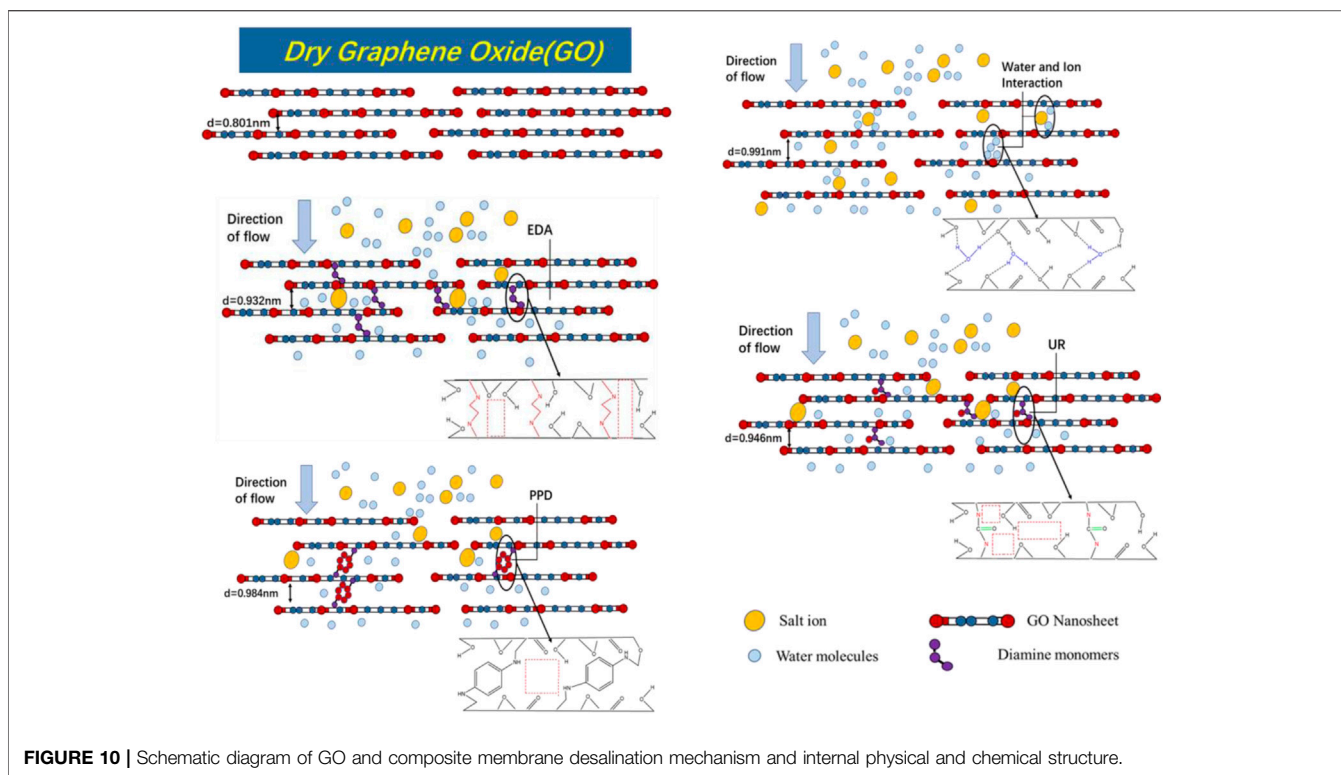 Dry Graphene Oxide(GO)
d=0.801nm
Direction
of flow
EDA
d=0.932nm
Direction
of flow
PPD
d=0.984nm
Direction
of flow
Water and Ion
Interaction
d=0.991nm
Direction
of flow
UR
d=0.946nm
Salt ion
GO Nanosheet
Water molecules
Diamine monomers
FIGURE 10 | Schematic diagram of GO and composite membrane desalination mechanism and internal physical and chemical structure.